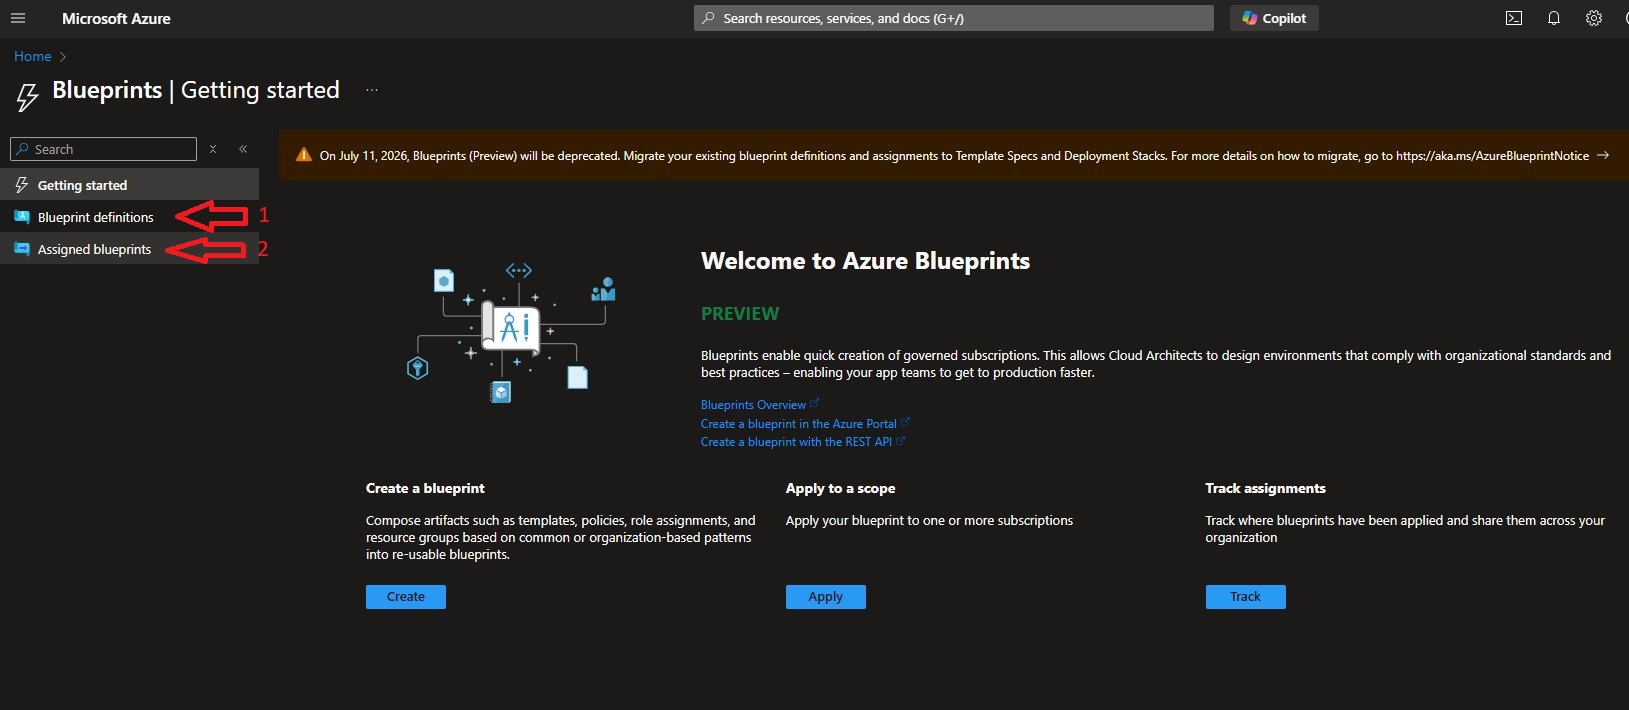 Microsoft Azure
Search resources, services, and docs (G+/)
Copilot
Home
Blueprints | Getting started
...
Search
On July 11, 2026, Blueprints (Preview) will be deprecated. Migrate your existing blueprint definitions and assignments to Template Specs and Deployment Stacks. For more details on how to migrate, go to https://aka.ms/AzureBlueprintNotice
Getting started
Blueprint definitions
1
Assigned blueprints
2
Welcome to Azure Blueprints
PREVIEW
Blueprints enable quick creation of governed subscriptions. This allows Cloud Architects to design environments that comply with organizational standards and
best practices – enabling your app teams to get to production faster.
Blueprints Overview
Create a blueprint in the Azure Portal
Create a blueprint with the REST API
Create a blueprint
Compose artifacts such as templates, policies, role assignments, and
resource groups based on common or organization-based patterns
into re-usable blueprints.
Create
Apply to a scope
Apply your blueprint to one or more subscriptions
Apply
Track assignments
Track where blueprints have been applied and share them across your
organization
Track